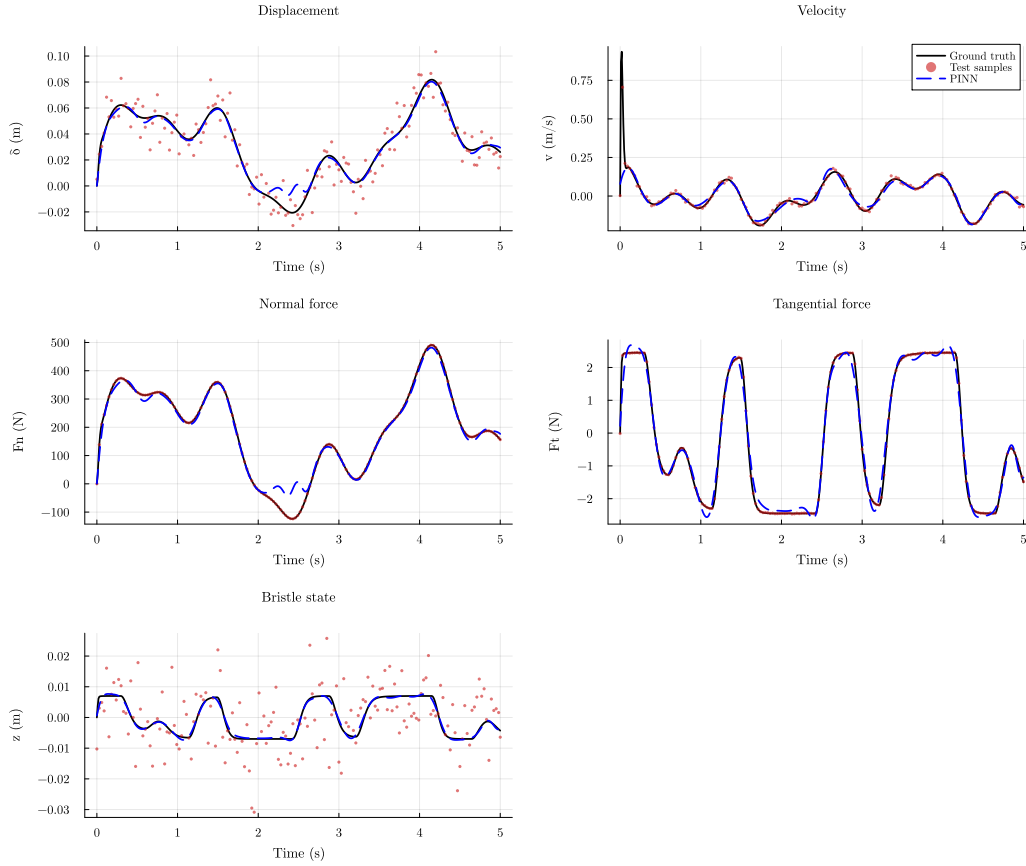 Displacement
0.10
0.08
0.06
0.04
0.02
0.00
−0.02
δ (m)
0 1 2 3 4 5
Time (s)
Velocity
Ground truth
Test samples
PINN
0.75
0.50
0.25
0.00
v (m/s)
0 1 2 3 4 5
Time (s)
Normal force
500
400
300
200
100
0
−100
Fn (N)
0 1 2 3 4 5
Time (s)
Tangential force
2
1
0
−1
−2
Ft (N)
0 1 2 3 4 5
Time (s)
Bristle state
0.02
0.01
0.00
−0.01
−0.02
−0.03
z (m)
0 1 2 3 4 5
Time (s)